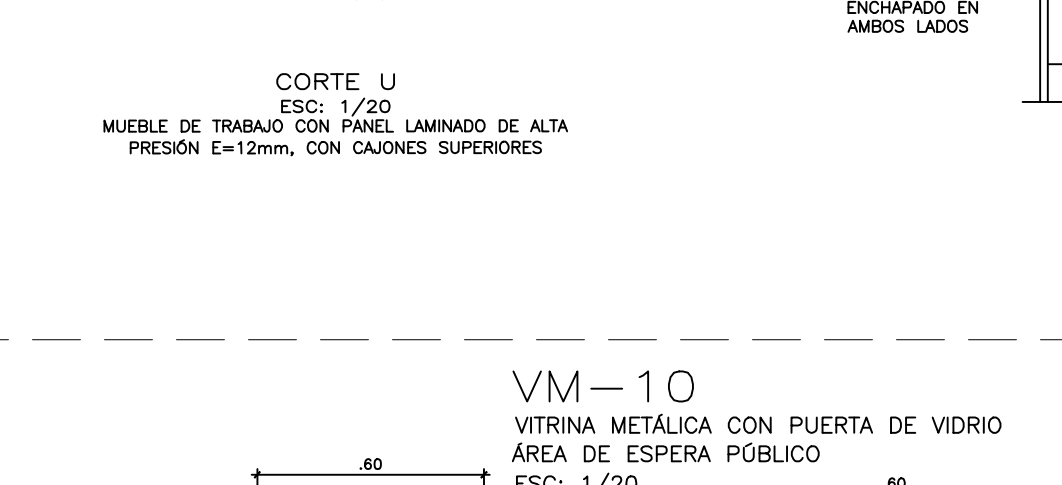 ENCHAPADO EN
AMBOS LADOS
CORTE U
ESC: 1/20
MUEBLE DE TRABAJO CON PANEL LAMINADO DE ALTA
PRESIÓN E=12mm, CON CAJONES SUPERIORES
VM-10
VITRINA METÁLICA CON PUERTA DE VIDRIO
ÁREA DE ESPERA PÚBLICO
.60
ESC: 1/20
.60